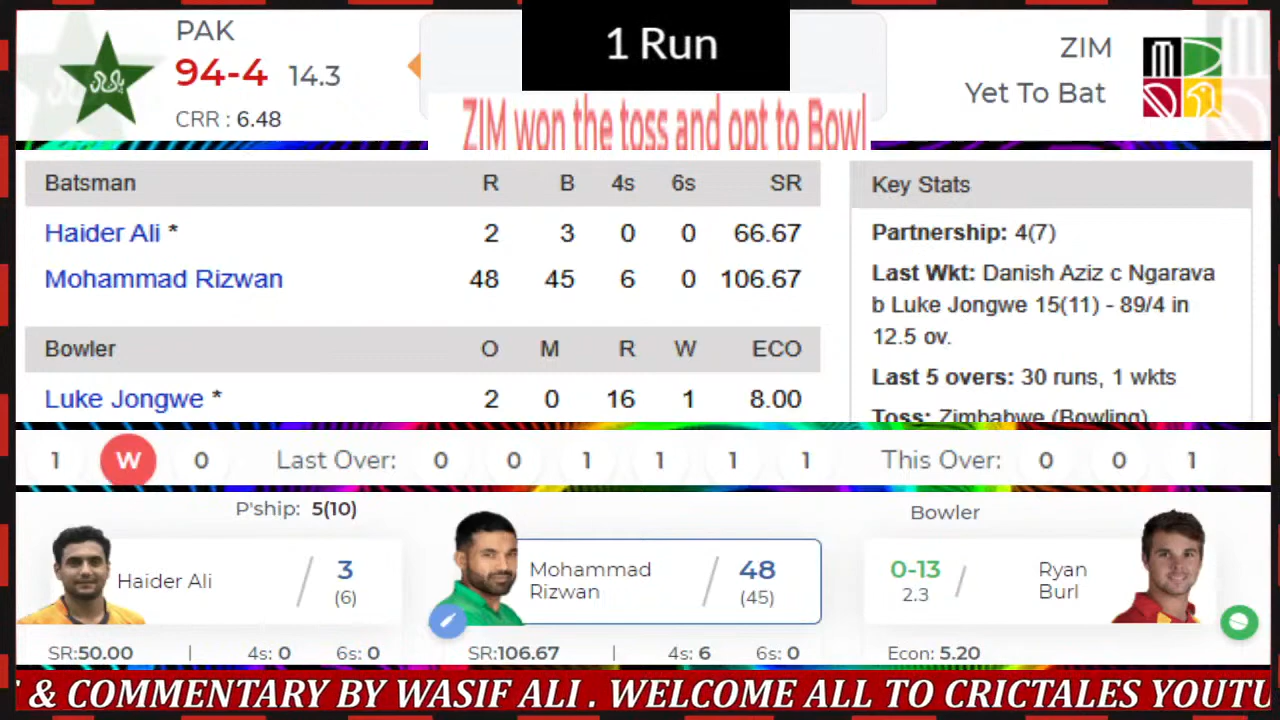 PAK
94-4 14.3
CRR : 6.48
1 Run
ZIM won the toss and opt to Bowl
ZIM
Yet To Bat
Batsman R B 4s 6s SR
Haider Ali * 2 3 0 0 66.67
Mohammad Rizwan 48 45 6 0 106.67
Bowler O M R W ECO
Luke Jongwe * 2 0 16 1 8.00
Key Stats
Partnership: 4(7)
Last Wkt: Danish Aziz c Ngarava
b Luke Jongwe 15(11) - 89/4 in
12.5 ov.
Last 5 overs: 30 runs, 1 wkts
Toss: Zimbabwe (Bowling)
1 W 0 Last Over: 0 0 1 1 1 1 This Over: 0 0 1
P'ship: 5(10)
Haider Ali / 3
(6)
SR:50.00 | 4s: 0 6s: 0
Mohammad
Rizwan / 48
(45)
SR:106.67 | 4s: 6 6s: 0
Bowler
0-13 / Ryan
2.3 Burl
Econ: 5.20
& COMMENTARY BY WASIF ALI . WELCOME ALL TO CRICTALES YOUTU